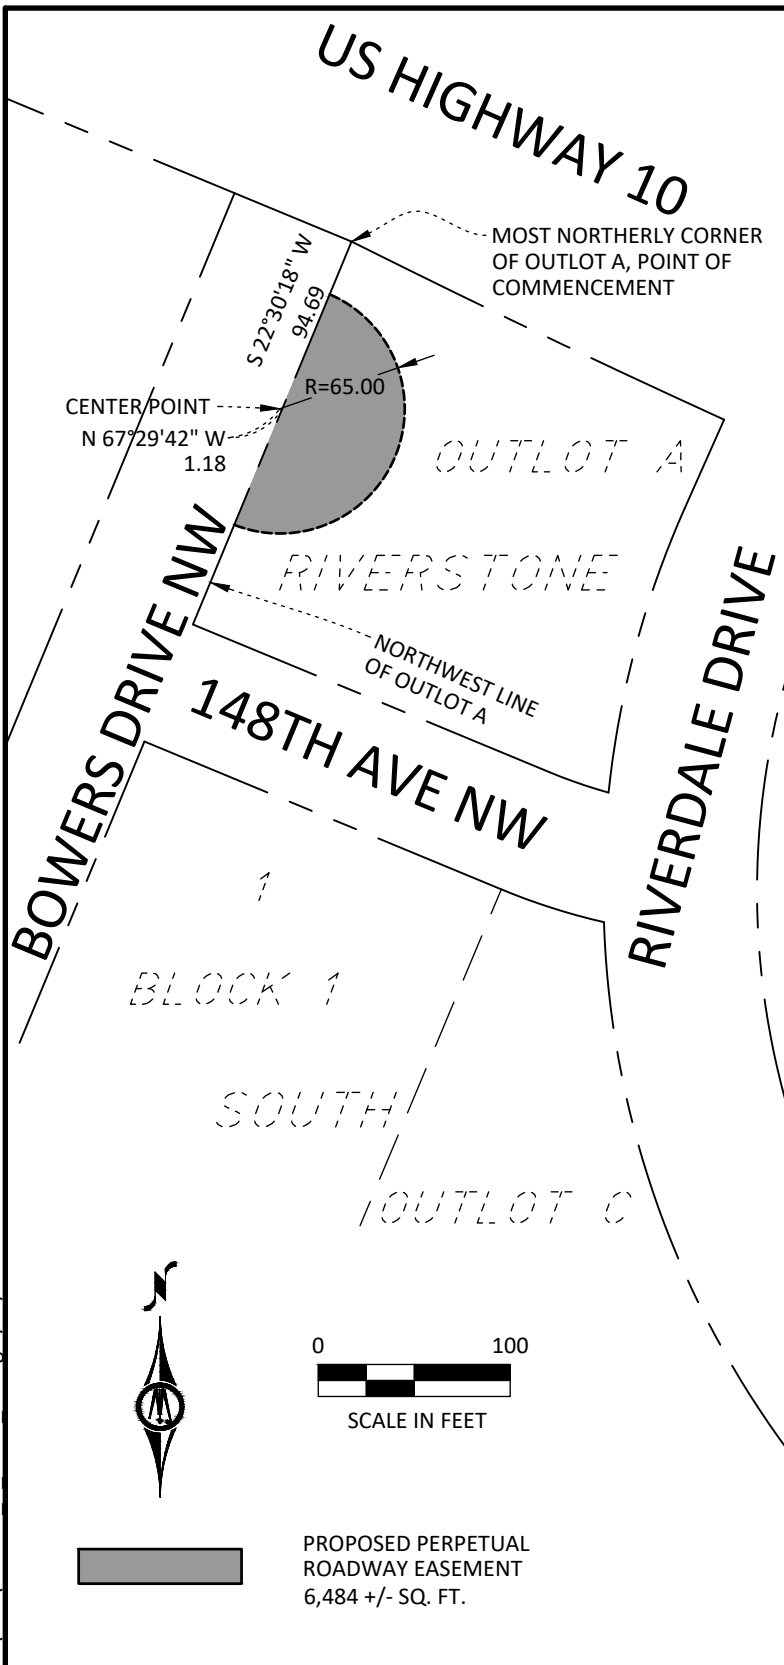 US HIGHWAY 10
MOST NORTHERLY CORNER
OF OUTLOT A, POINT OF
COMMENCEMENT
S 22°30'18" W
94.69
R=65.00
CENTER POINT
N 67°29'42" W
1.18
OUTLOT A
RIVERSTONE
NORTHWEST LINE
OF OUTLOT A
BOWERS DRIVE NW
148TH AVE NW
RIVERDALE DRIVE
1
BLOCK 1
SOUTH
OUTLOT C
N
0 100
SCALE IN FEET
PROPOSED PERPETUAL
ROADWAY EASEMENT
6,484 +/- SQ. FT.